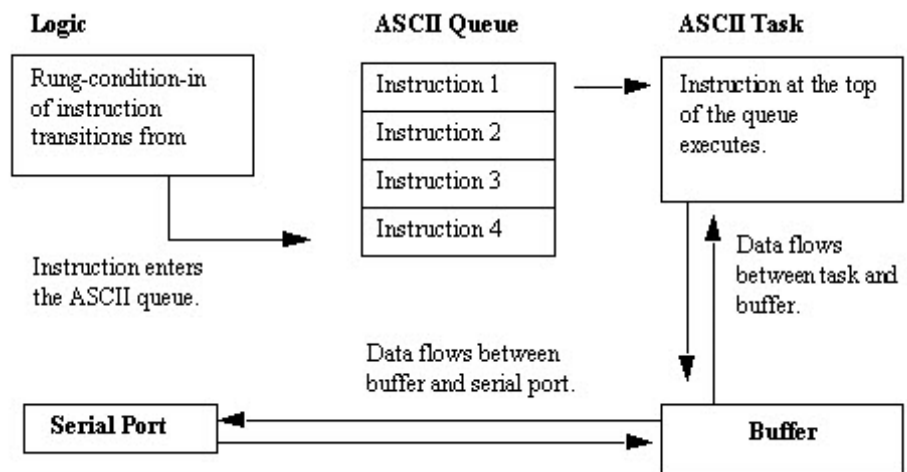 Logic
Rung-condition-in
of instruction
transitions from
Instruction enters
the ASCII queue.
ASCII Queue
Instruction 1
Instruction 2
Instruction 3
Instruction 4
ASCII Task
Instruction at the top
of the queue
executes.
Data flows
between task and
buffer.
Data flows between
buffer and serial port.
Serial Port
Buffer